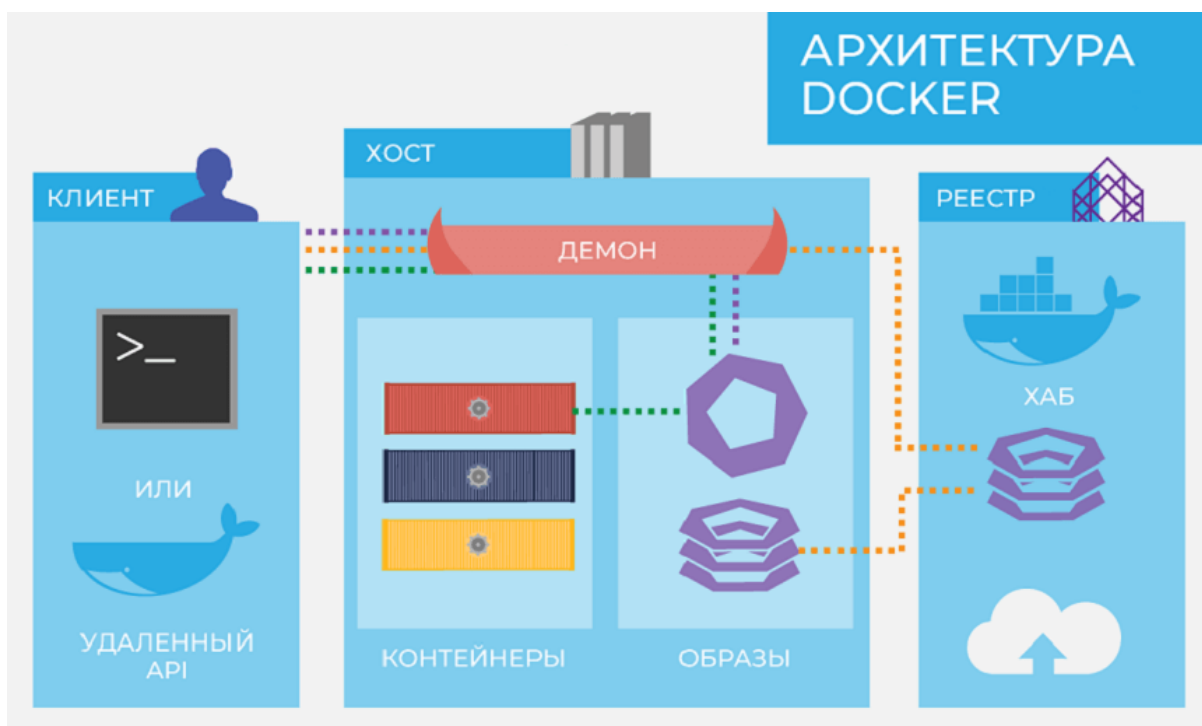 АРХИТЕКТУРА
DOCKER
КЛИЕНТ
>_
ИЛИ
УДАЛЕННЫЙ
API
ХОСТ
ДЕМОН
КОНТЕЙНЕРЫ
ОБРАЗЫ
РЕЕСТР
ХАБ